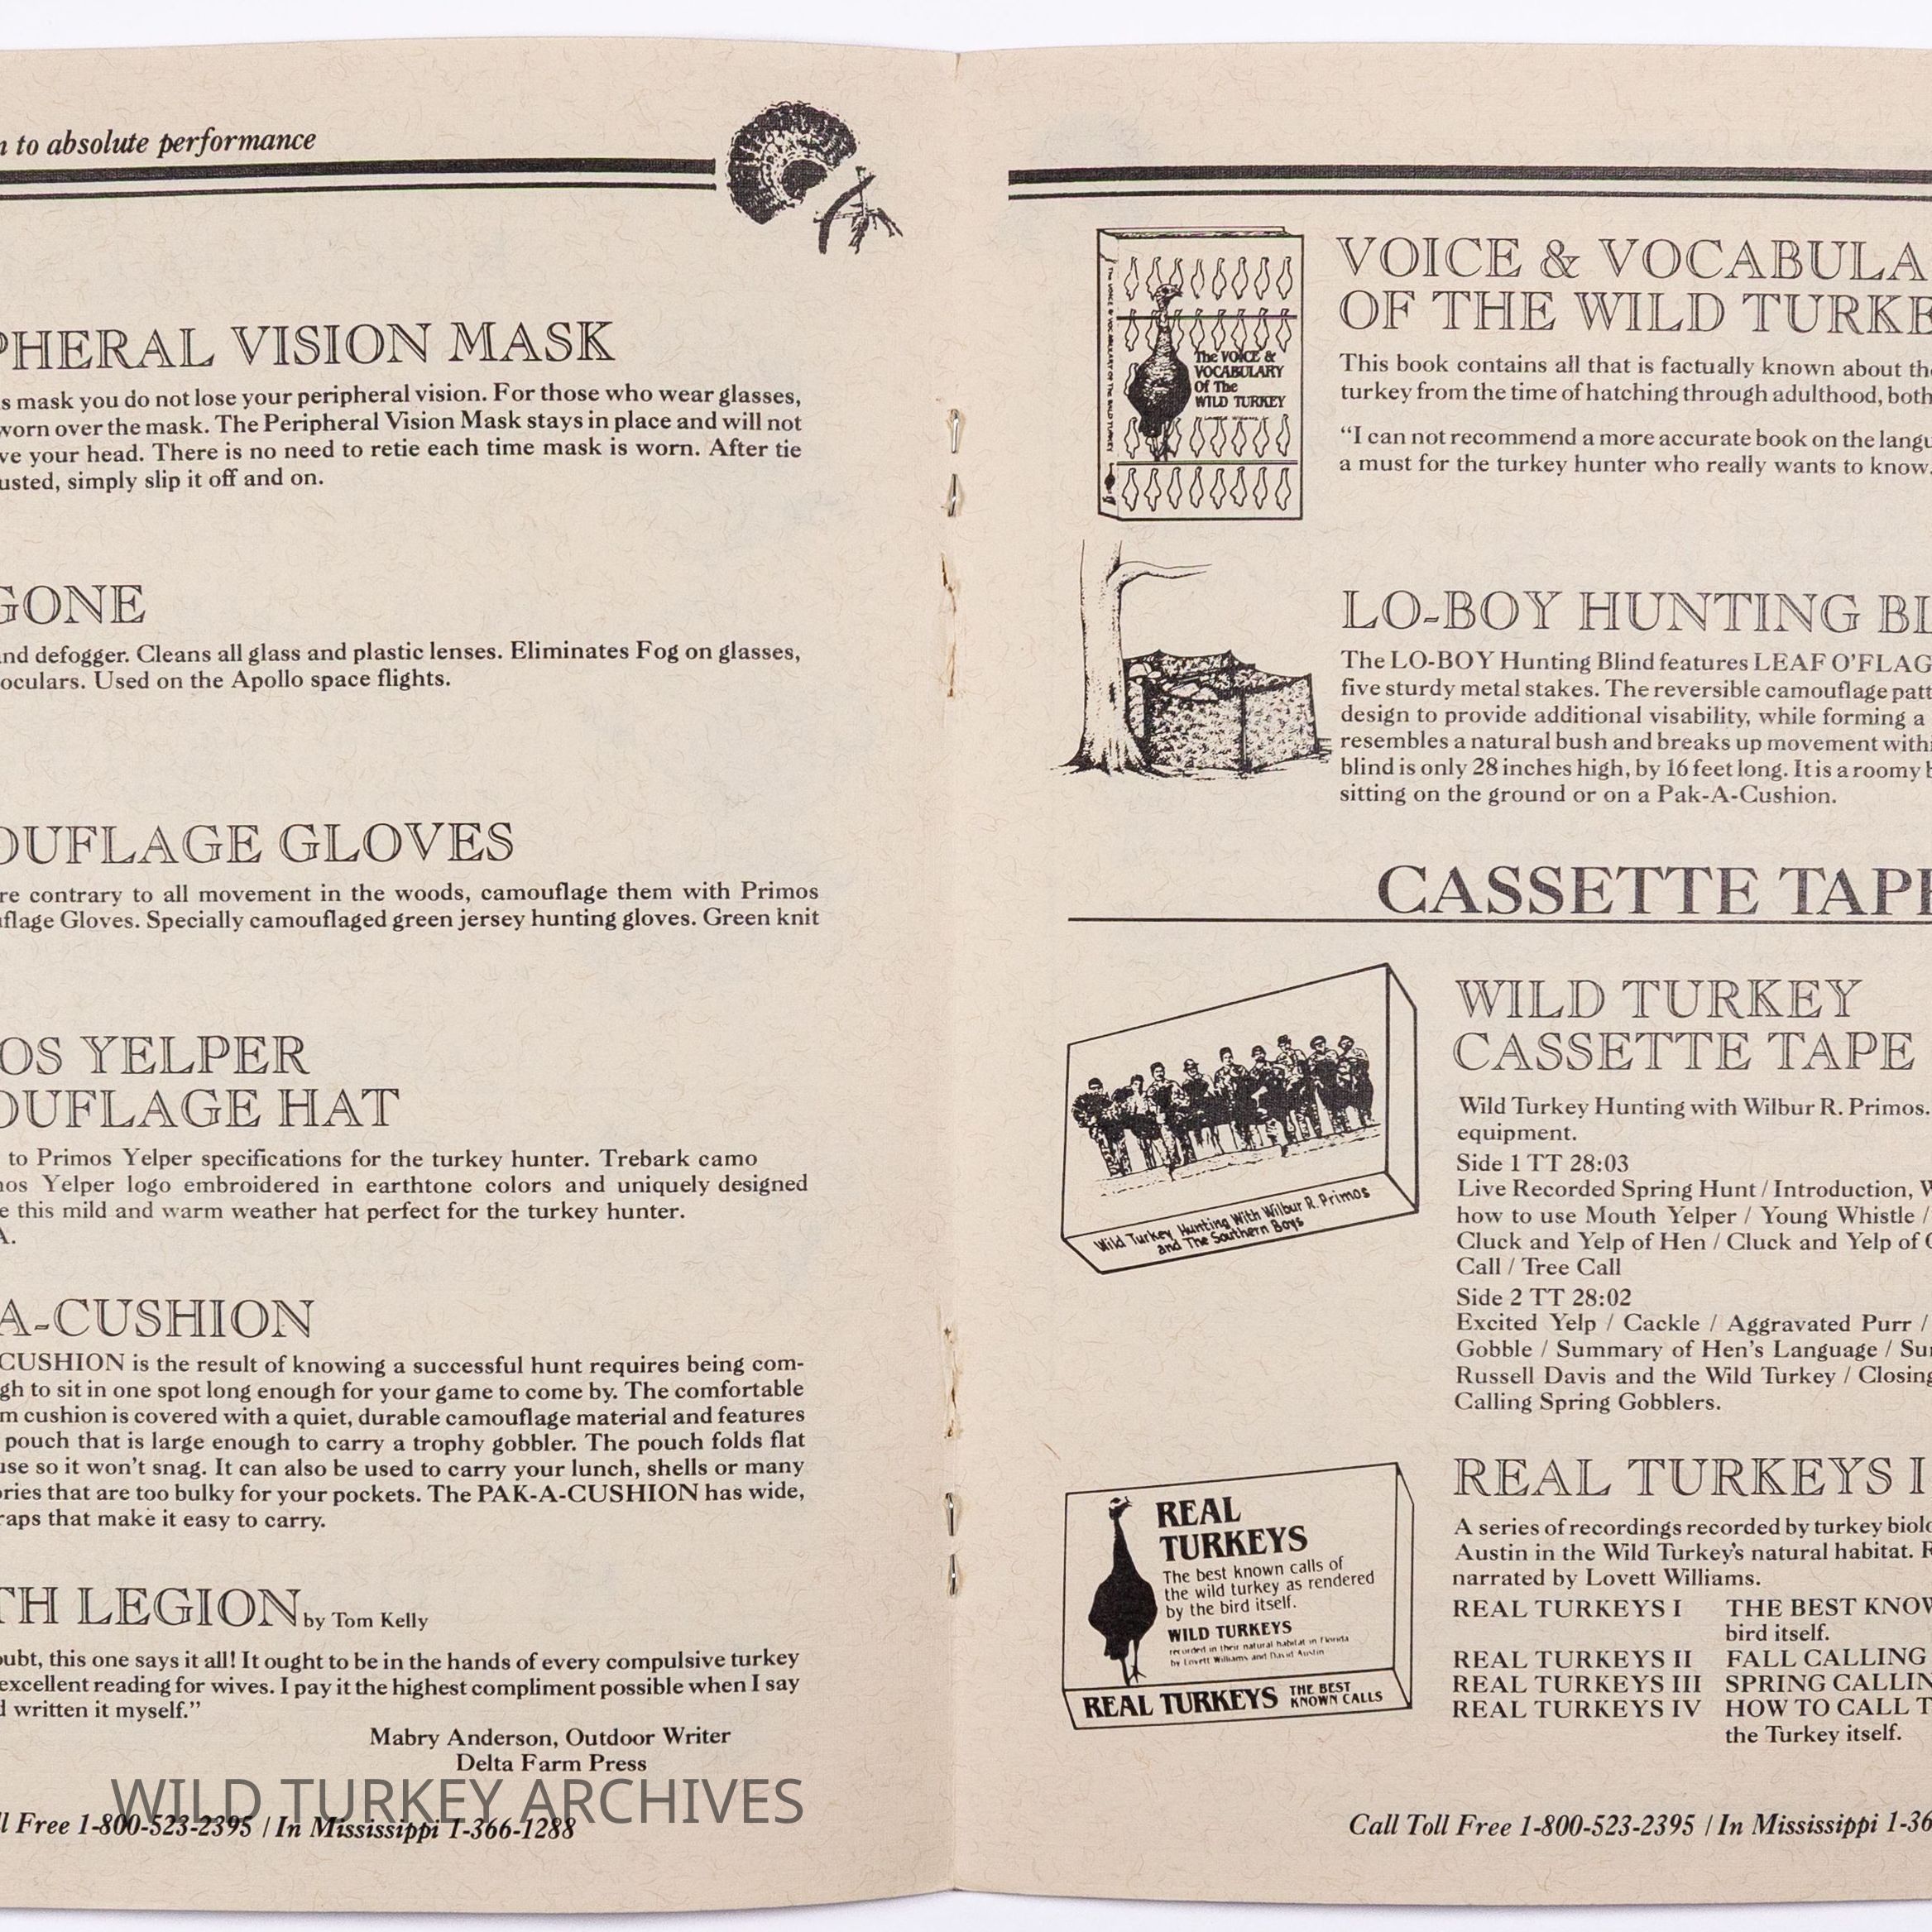 to absolute performance
PHERAL VISION MASK
s mask you do not lose your peripheral vision. For those who wear glasses,
worn over the mask. The Peripheral Vision Mask stays in place and will not
ve your head. There is no need to retie each time mask is worn. After tie
usted, simply slip it off and on.
GONE
and defogger. Cleans all glass and plastic lenses. Eliminates Fog on glasses,
oculars. Used on the Apollo space flights.
OUFLAGE GLOVES
re contrary to all movement in the woods, camouflage them with Primos
uflage Gloves. Specially camouflaged green jersey hunting gloves. Green knit
OS YELPER
OUFLAGE HAT
to Primos Yelper specifications for the turkey hunter. Trebark camo
nos Yelper logo embroidered in earthtone colors and uniquely designed
e this mild and warm weather hat perfect for the turkey hunter.
A.
A-CUSHION
CUSHION is the result of knowing a successful hunt requires being com-
gh to sit in one spot long enough for your game to come by. The comfortable
m cushion is covered with a quiet, durable camouflage material and features
pouch that is large enough to carry a trophy gobbler. The pouch folds flat
use so it won't snag. It can also be used to carry your lunch, shells or many
ories that are too bulky for your pockets. The PAK-A-CUSHION has wide,
raps that make it easy to carry.
TH LEGION by Tom Kelly
oubt, this one says it all! It ought to be in the hands of every compulsive turkey
excellent reading for wives. I pay it the highest compliment possible when I say
d written it myself."
Mabry Anderson, Outdoor Writer
Delta Farm Press
WILD TURKEY ARCHIVES
ll Free 1-800-523-2395 / In Mississippi 1-366-1288
The VOICE & VOCABULARY OF THE WILD TURKEY
The VOICE &
VOCABULARY
Of The
WILD TURKEY
VOICE & VOCABULA
OF THE WILD TURKE
This book contains all that is factually known about the
turkey from the time of hatching through adulthood, both
"I can not recommend a more accurate book on the langu
a must for the turkey hunter who really wants to know.
LO-BOY HUNTING BL
The LO-BOY Hunting Blind features LEAF O'FLAG
five sturdy metal stakes. The reversible camouflage patt
design to provide additional visability, while forming a
resembles a natural bush and breaks up movement withi
blind is only 28 inches high, by 16 feet long. It is a roomy b
sitting on the ground or on a Pak-A-Cushion.
CASSETTE TAPE
Wild Turkey Hunting With Wilbur R. Primos
and The Southern Boys
WILD TURKEY
CASSETTE TAPE
Wild Turkey Hunting with Wilbur R. Primos.
equipment.
Side 1 TT 28:03
Live Recorded Spring Hunt / Introduction, W
how to use Mouth Yelper / Young Whistle /
Cluck and Yelp of Hen / Cluck and Yelp of G
Call / Tree Call
Side 2 TT 28:02
Excited Yelp / Cackle / Aggravated Purr /
Gobble / Summary of Hen's Language / Su
Russell Davis and the Wild Turkey / Closing
Calling Spring Gobblers.
REAL
TURKEYS
The best known calls of
the wild turkey as rendered
by the bird itself.
WILD TURKEYS
recorded in their natural habitat in Florida
by Lovett Williams and David Austin
REAL TURKEYS THE BEST
KNOWN CALLS
REAL TURKEYS I
A series of recordings recorded by turkey biolo
Austin in the Wild Turkey's natural habitat. R
narrated by Lovett Williams.
REAL TURKEYS I THE BEST KNOW
bird itself.
REAL TURKEYS II FALL CALLING
REAL TURKEYS III SPRING CALLIN
REAL TURKEYS IV HOW TO CALL T
the Turkey itself.
Call Toll Free 1-800-523-2395 / In Mississippi 1-36